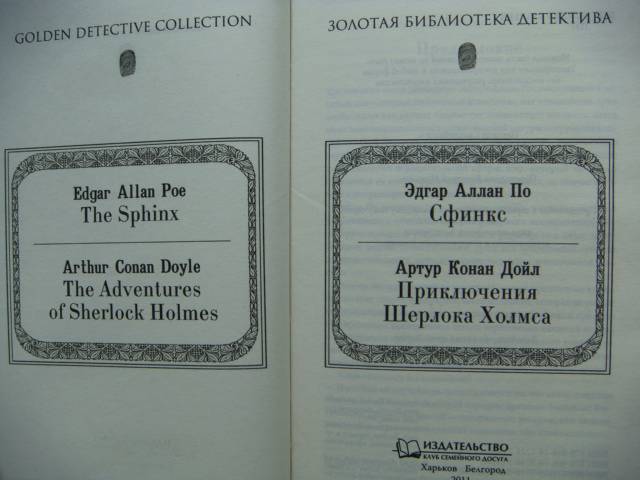 GOLDEN DETECTIVE COLLECTION
Edgar Allan Poe
The Sphinx
Arthur Conan Doyle
The Adventures
of Sherlock Holmes
ЗОЛОТАЯ БИБЛИОТЕКА ДЕТЕКТИВА
Эдгар Аллан По
Сфинкс
Артур Конан Дойл
Приключения
Шерлока Холмса
ИЗДАТЕЛЬСТВО
КЛУБ СЕМЕЙНОГО ДОСУГА
Харьков Белгород
2011